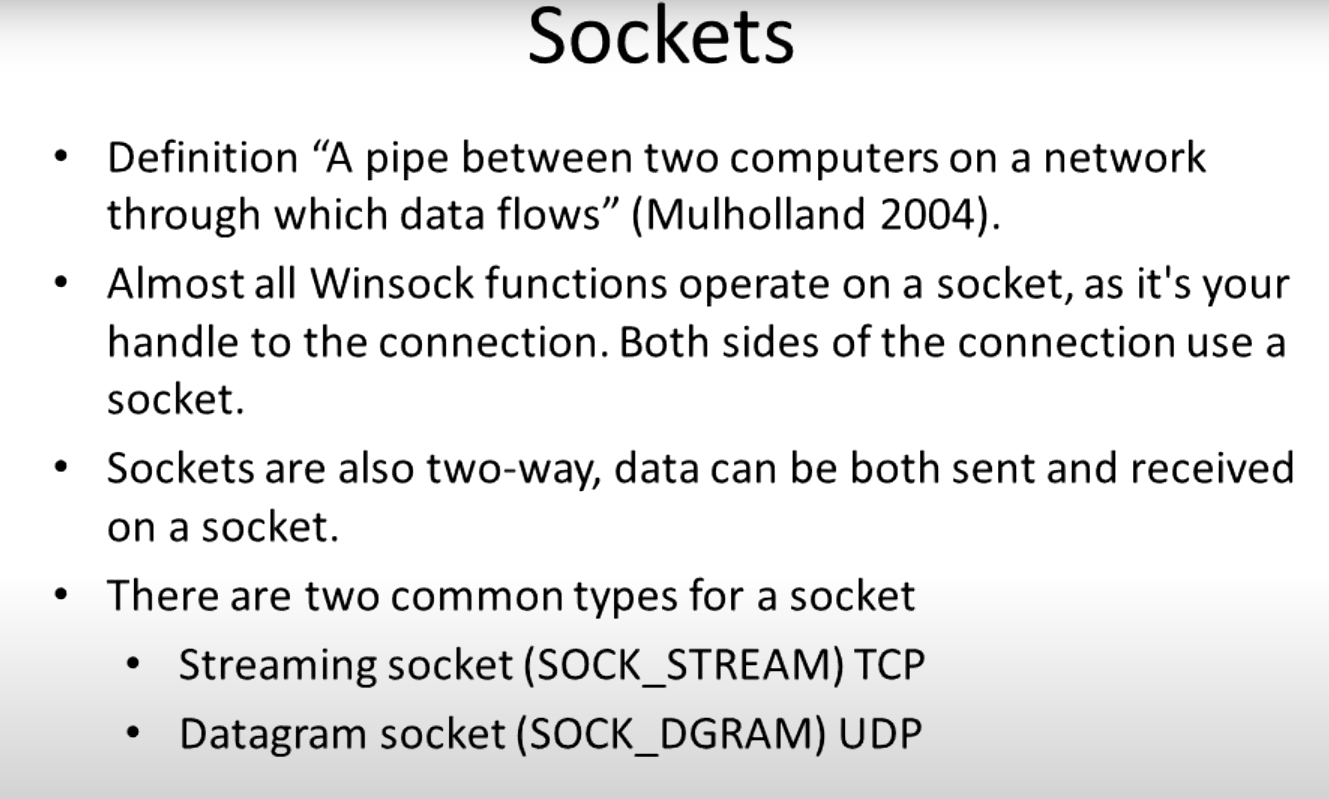 Sockets
• Definition “A pipe between two computers on a network
through which data flows” (Mulholland 2004).
• Almost all Winsock functions operate on a socket, as it's your
handle to the connection. Both sides of the connection use a
socket.
• Sockets are also two-way, data can be both sent and received
on a socket.
• There are two common types for a socket
• Streaming socket (SOCK_STREAM) TCP
• Datagram socket (SOCK_DGRAM) UDP